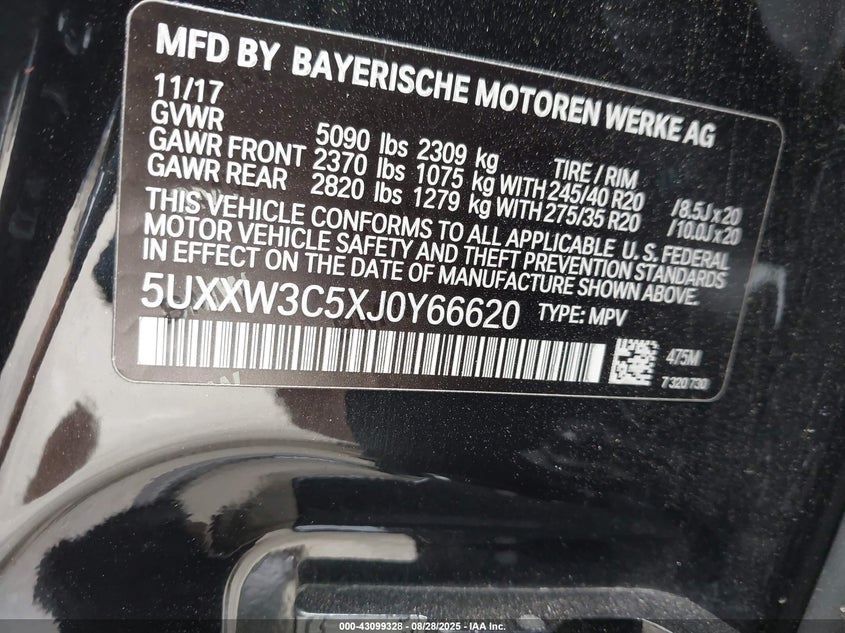 MFD BY BAYERISCHE MOTOREN WERKE AG
11/17
GVWR 5090 lbs 2309 kg TIRE / RIM
GAWR FRONT 2370 lbs 1075 kg WITH 245/40 R20 /8.5J x 20
GAWR REAR 2820 lbs 1279 kg WITH 275/35 R20 /10.0J x 20
THIS VEHICLE CONFORMS TO ALL APPLICABLE U. S. FEDERAL
MOTOR VEHICLE SAFETY AND THEFT PREVENTION STANDARDS
IN EFFECT ON THE DATE OF MANUFACTURE SHOWN ABOVE.
5UXXW3C5XJ0Y66620 TYPE: MPV
475M
7 320 730
000-43099328 - 08/28/2025 - IAA Inc.